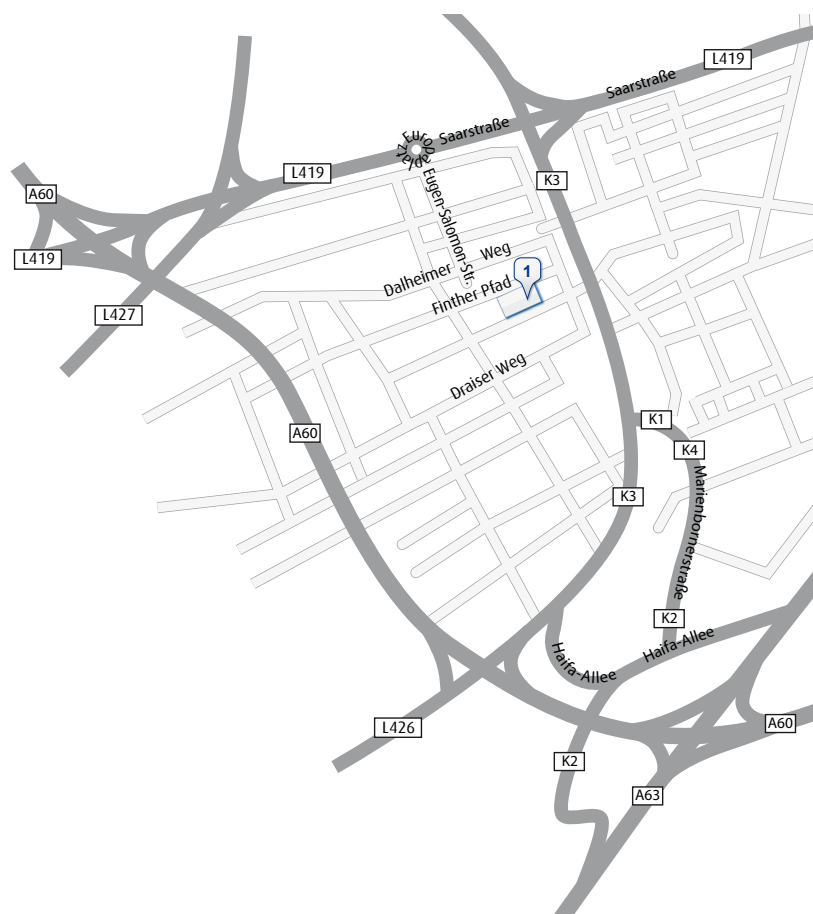 L419
Saarstraße
Saarstraße
Europaplatz
L419
K3
A60
Eugen-Salomon-Str.
L419
Dalheimer Weg
1
Finther Pfad
L427
Draiser Weg
K1
A60
K4
K3
Marienbornerstraße
K2
Haifa-Allee
Haifa-Allee
L426
A60
K2
A63